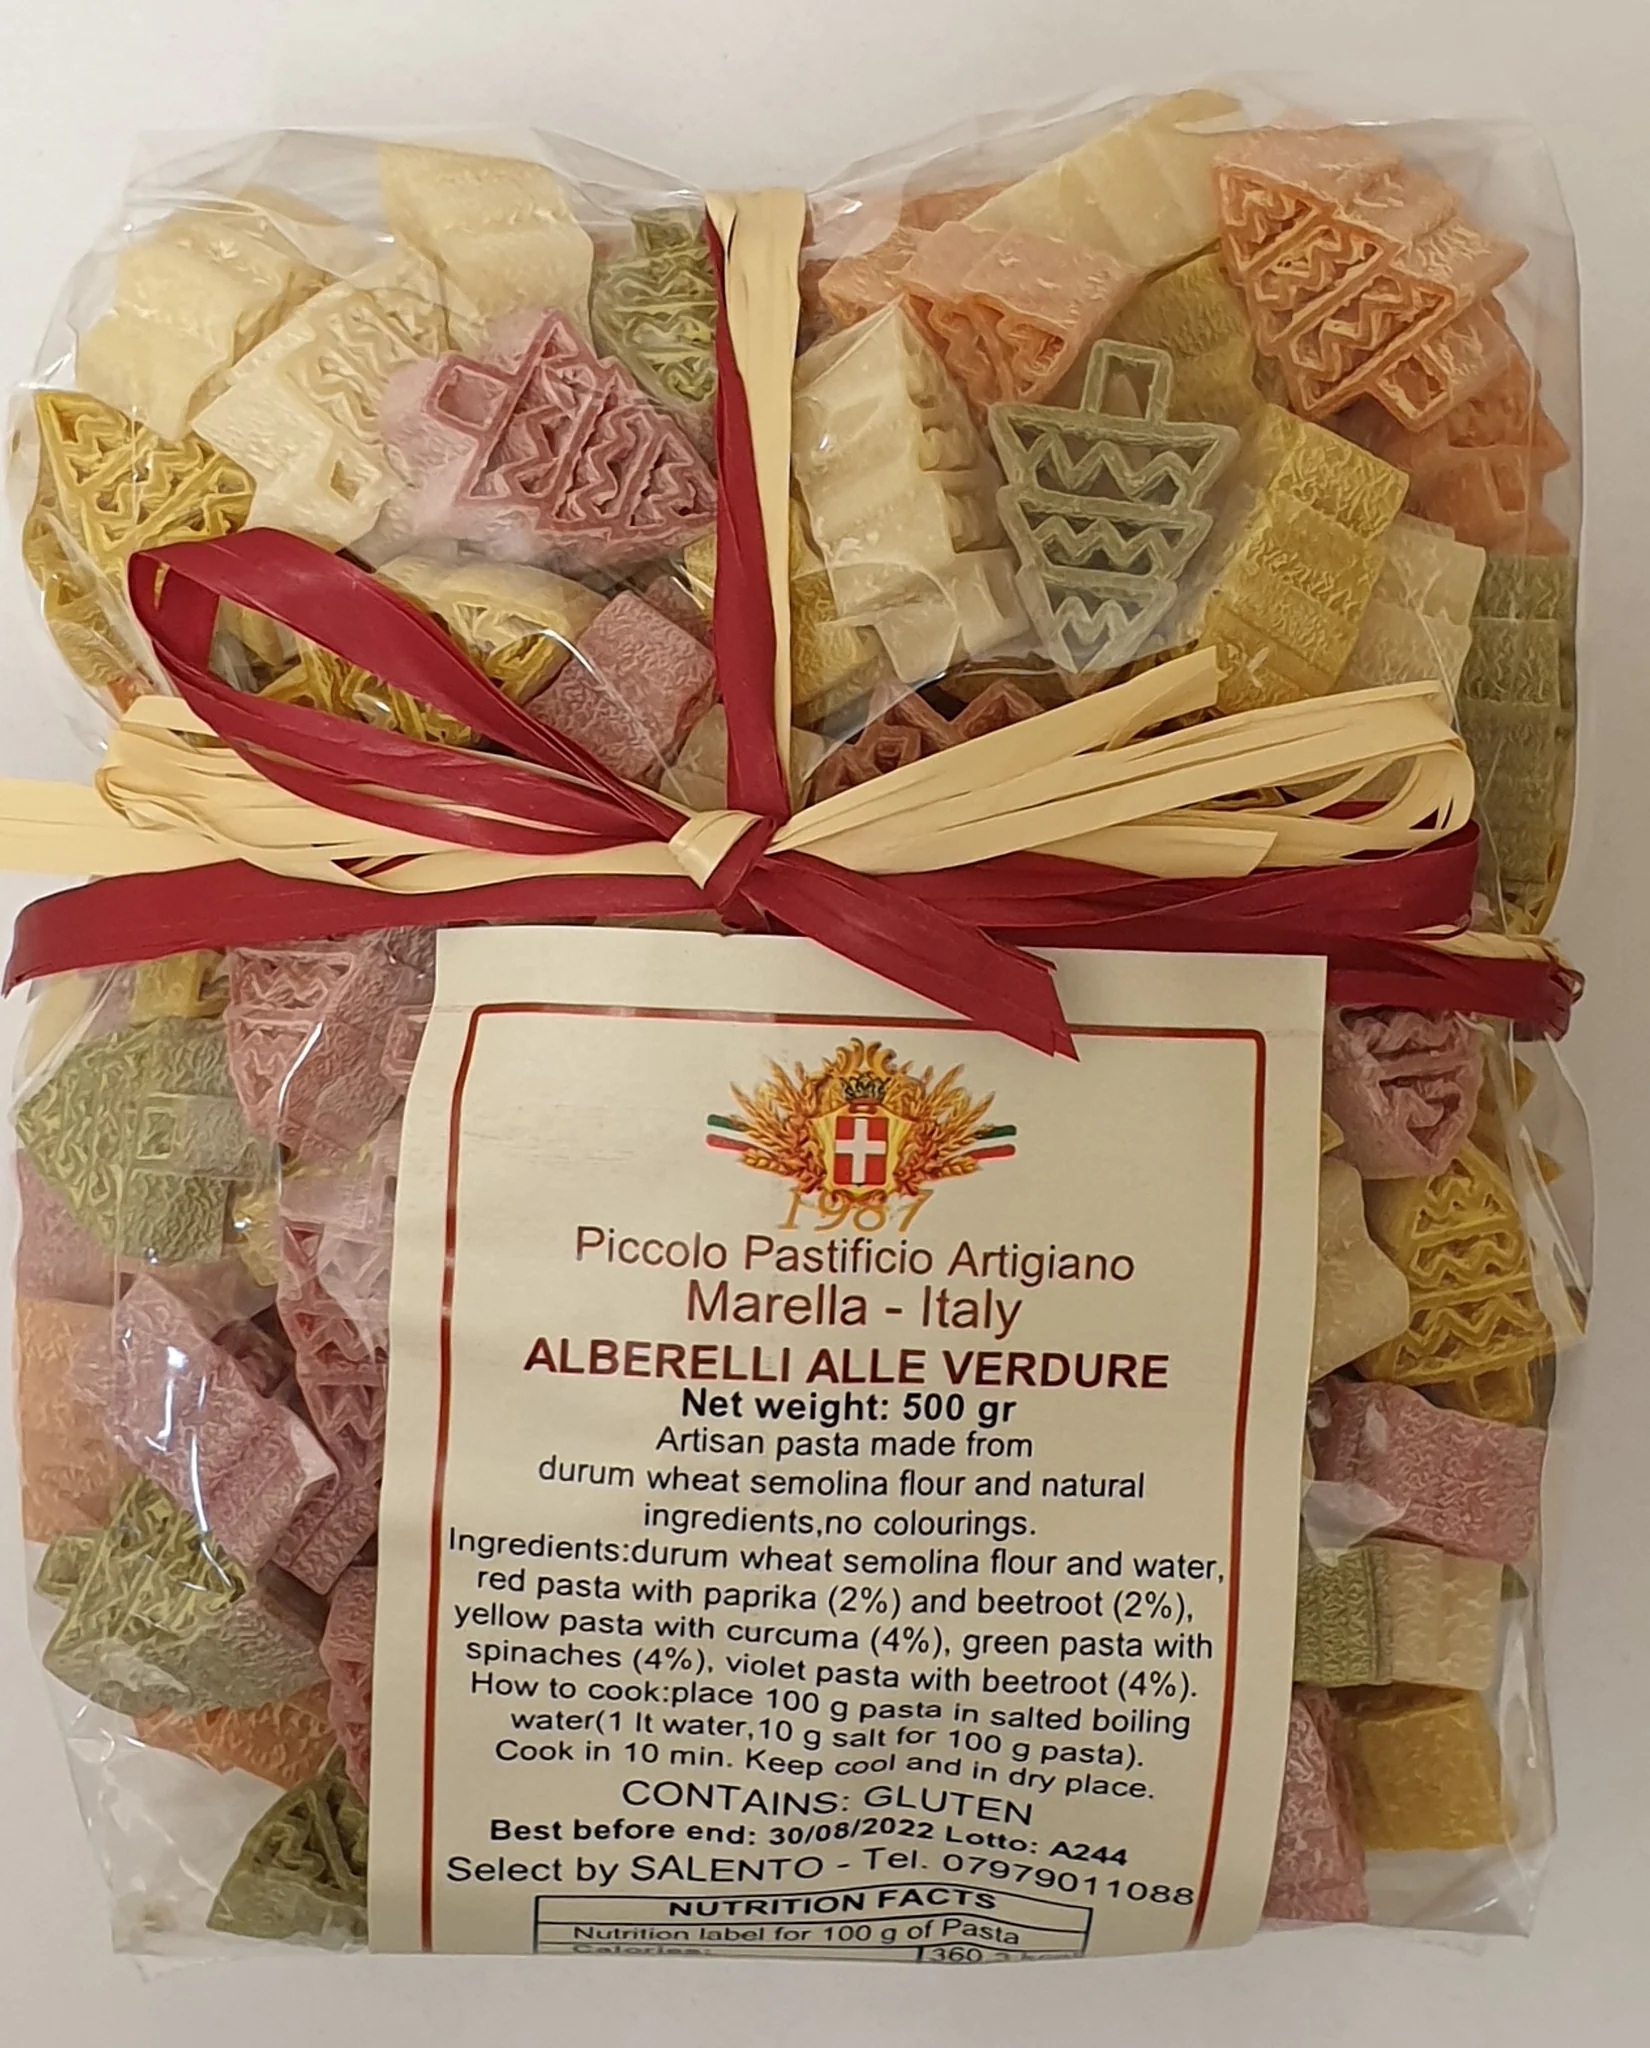 1987
Piccolo Pastificio Artigiano
Marella - Italy
ALBERELLI ALLE VERDURE
Net weight: 500 gr
Artisan pasta made from
durum wheat semolina flour and natural
ingredients,no colourings.
Ingredients:durum wheat semolina flour and water,
red pasta with paprika (2%) and beetroot (2%),
yellow pasta with curcuma (4%), green pasta with
spinaches (4%), violet pasta with beetroot (4%).
How to cook:place 100 g pasta in salted boiling
water(1 lt water,10 g salt for 100 g pasta).
Cook in 10 min. Keep cool and in dry place.
CONTAINS: GLUTEN
Best before end: 30/08/2022 Lotto: A244
Select by SALENTO - Tel. 07979011088
NUTRITION FACTS
Nutrition label for 100 g of Pasta
Calories: 360